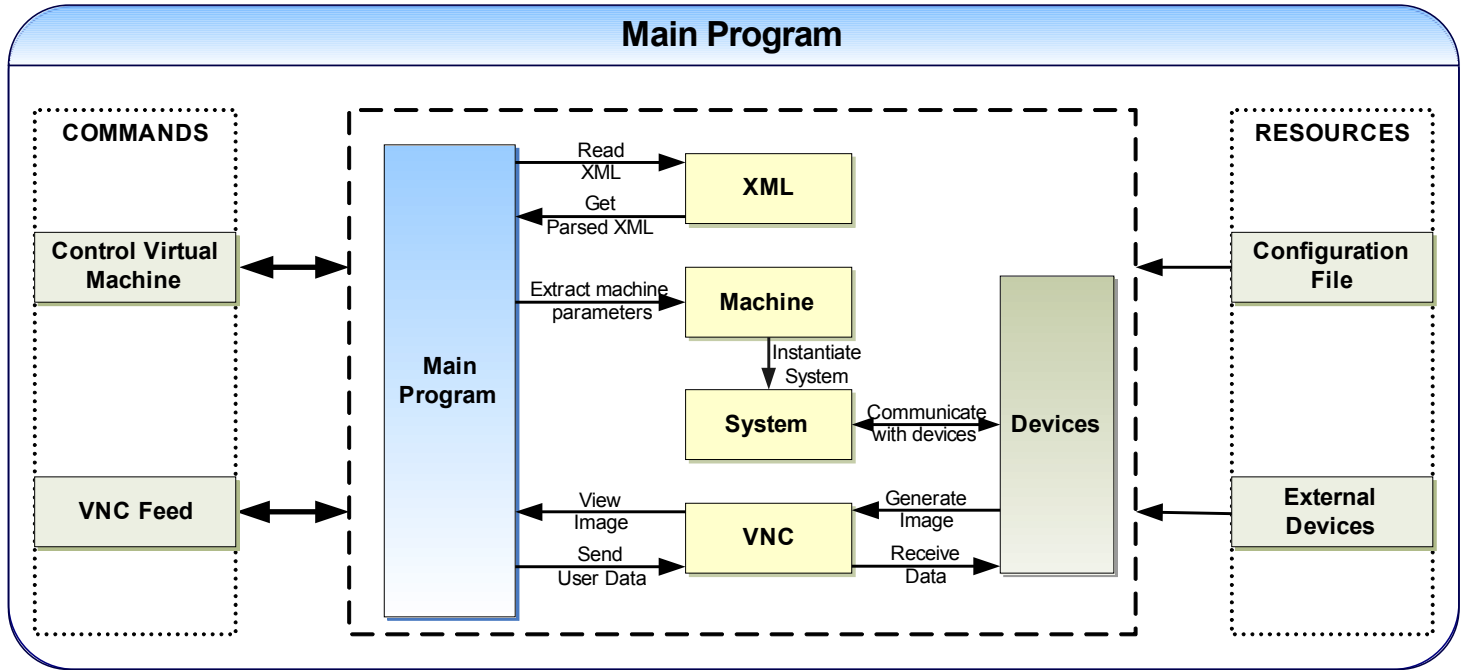 Main Program
COMMANDS
Control Virtual
Machine
VNC Feed
Main
Program
Read
XML
Get
Parsed XML
Extract machine
parameters
XML
Machine
Instantiate
System
System
Communicate
with devices
Devices
View
Image
Send
User Data
VNC
Generate
Image
Receive
Data
RESOURCES
Configuration
File
External
Devices